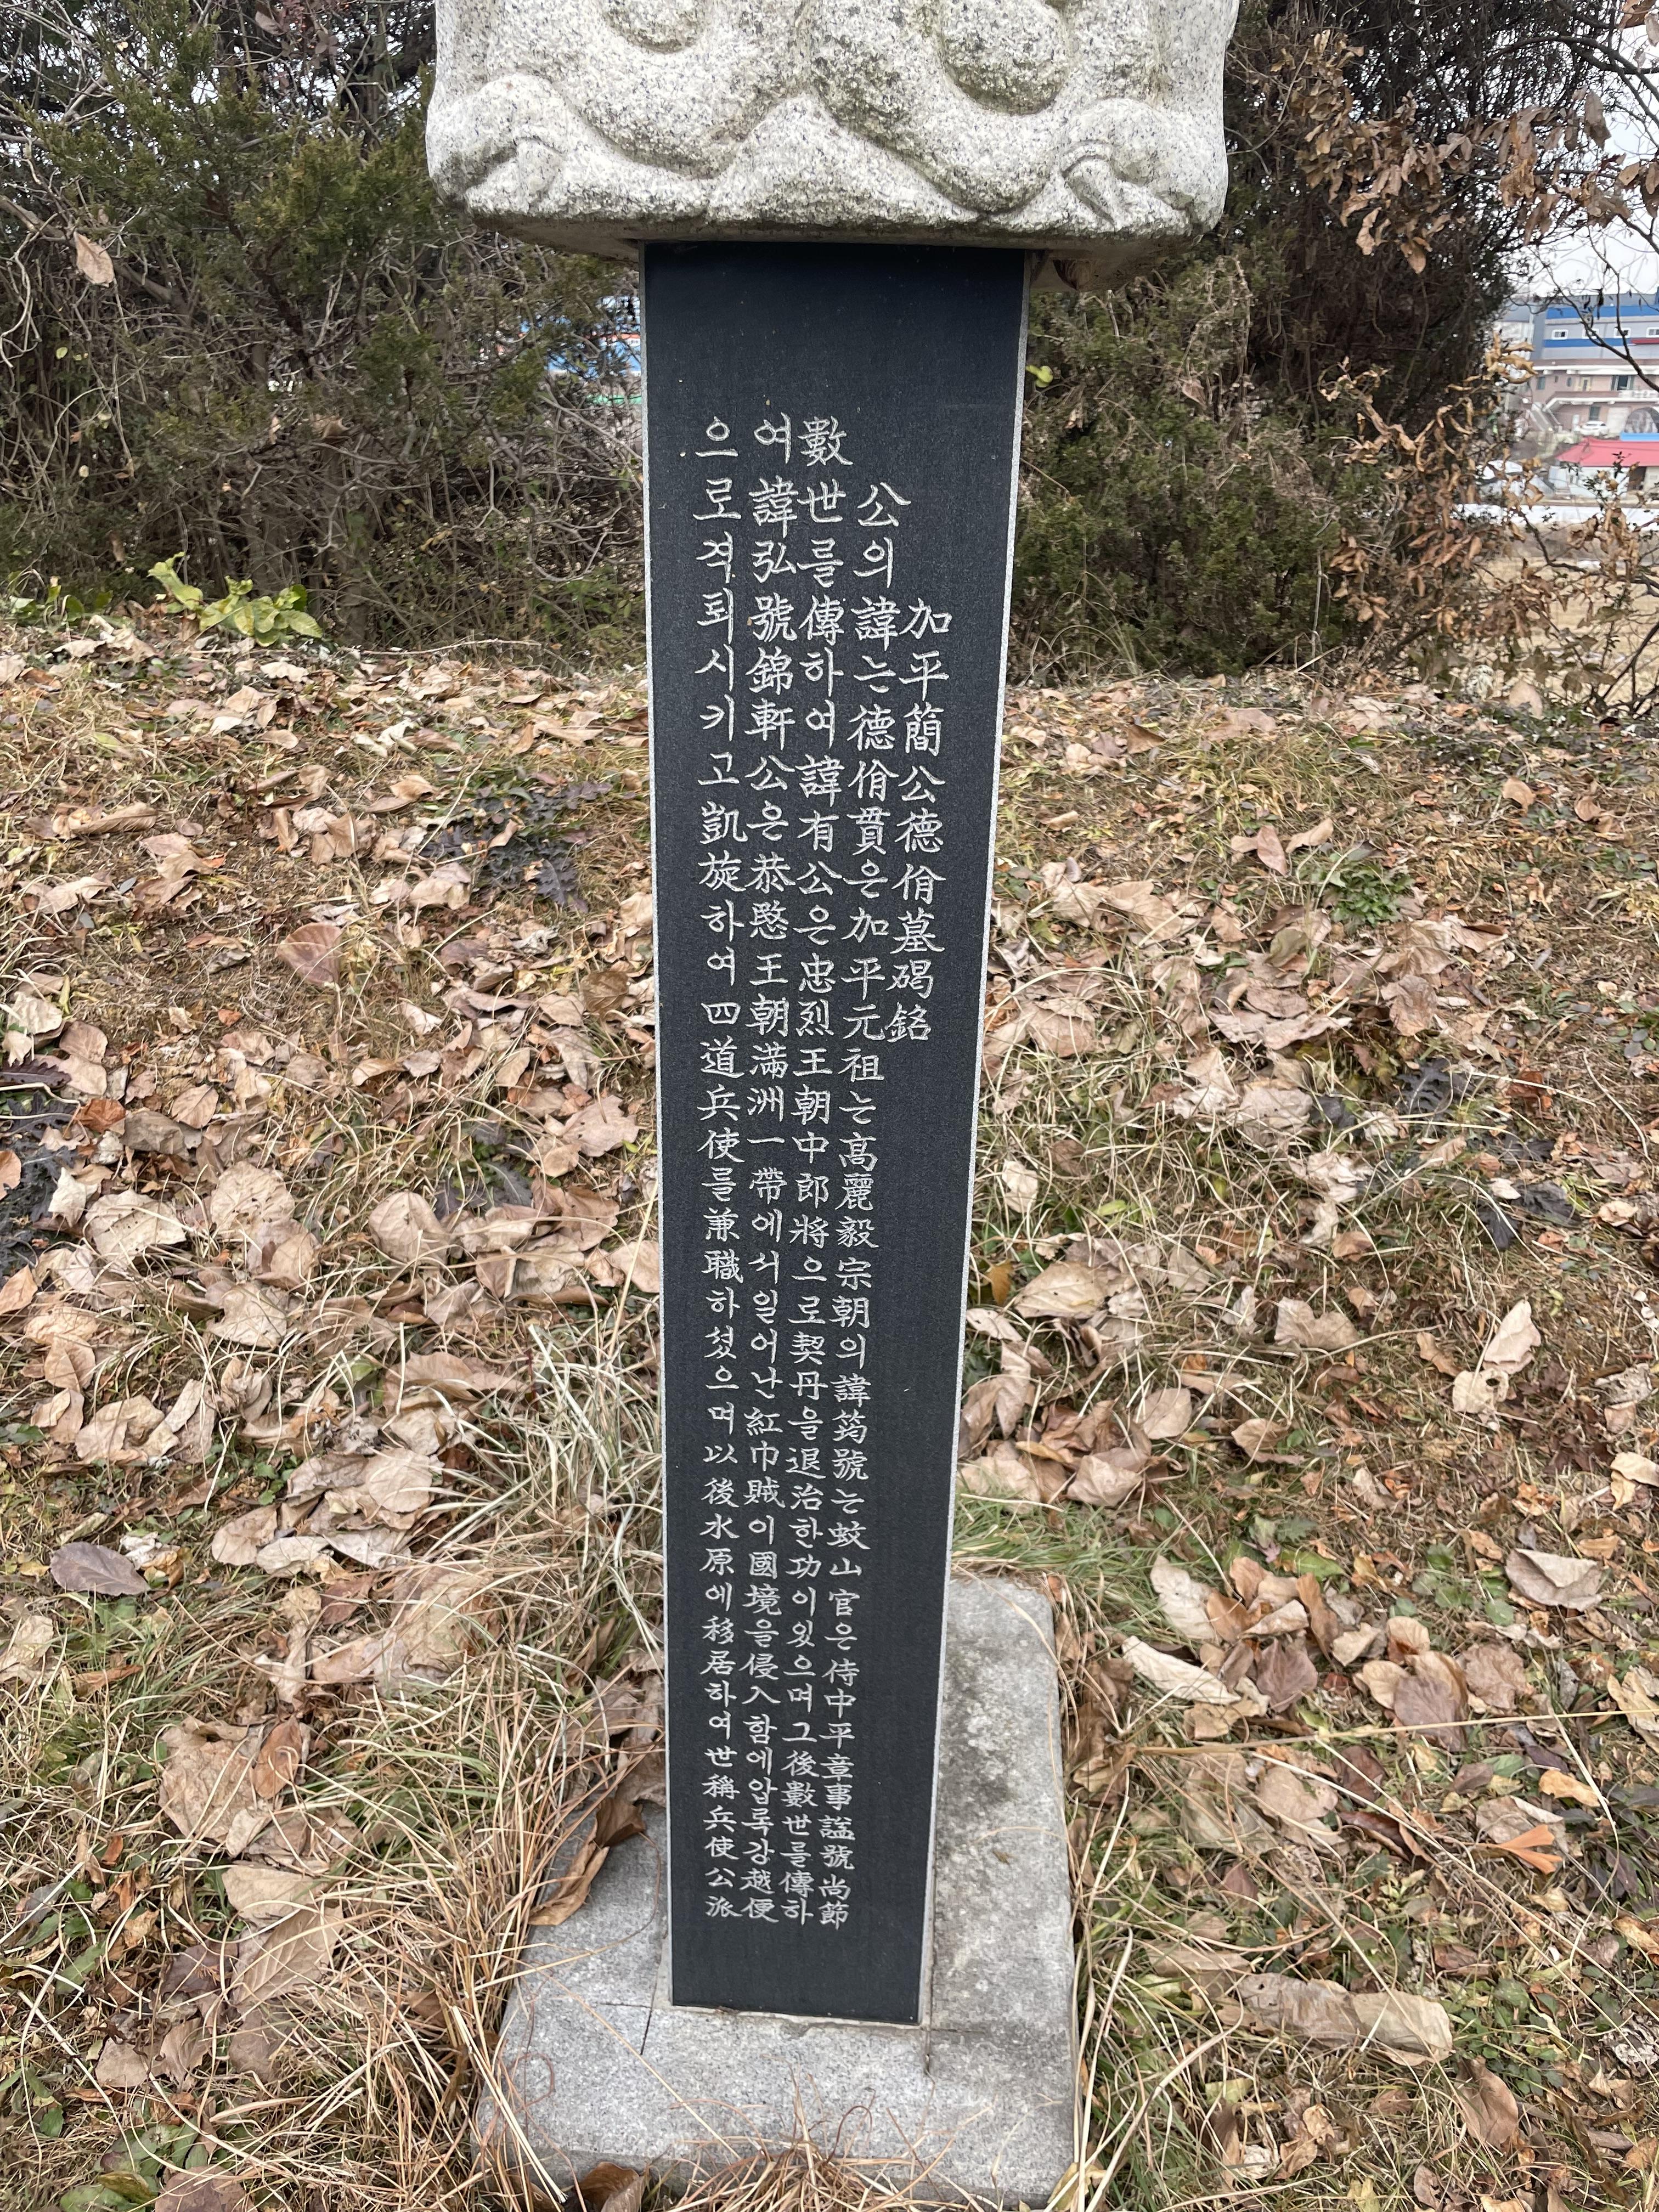 加平簡公德佾墓碣銘
公의諱는德佾貫은加平元祖는高麗毅宗朝의諱筠號는蚊山官은侍中平章事謚號尙節
數世를傳하여諱有公은忠烈王朝中郎將으로契丹을退治한功이있으며그後數世를傳하
여諱弘號錦軒公은恭愍王朝滿洲一帶에서일어난紅巾賊이國境을侵入함에압록강越便
으로격퇴시키고凱旋하여四道兵使를兼職하셨으며以後水原에移居하여世稱兵使公派